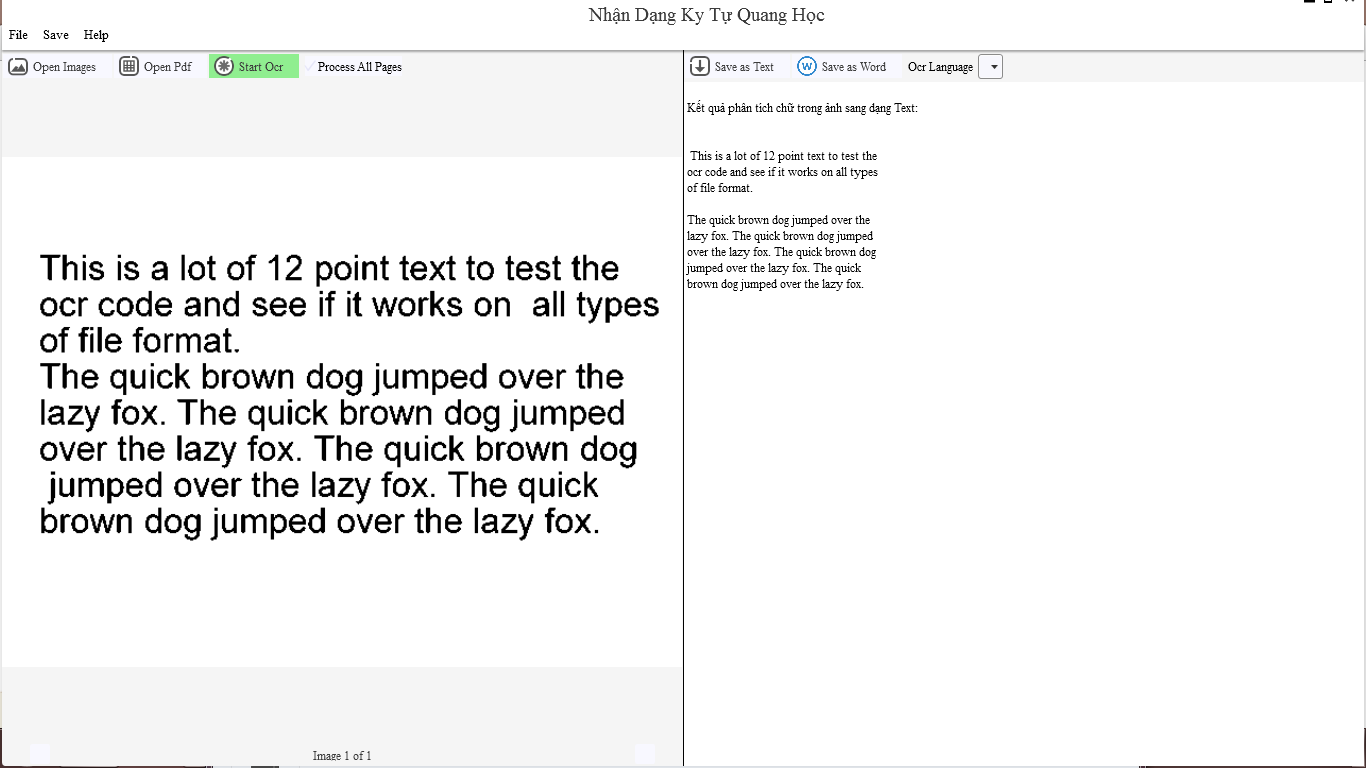 Nhận Dạng Ky Tự Quang Học
File Save Help
Open Images Open Pdf Start Ocr Process All Pages
Save as Text Save as Word Ocr Language
This is a lot of 12 point text to test the
ocr code and see if it works on  all types
of file format.
The quick brown dog jumped over the
lazy fox. The quick brown dog jumped
over the lazy fox. The quick brown dog
jumped over the lazy fox. The quick
brown dog jumped over the lazy fox.
Image 1 of 1
Kết quả phân tích chữ trong ảnh sang dạng Text:
This is a lot of 12 point text to test the
ocr code and see if it works on all types
of file format.
The quick brown dog jumped over the
lazy fox. The quick brown dog jumped
over the lazy fox. The quick brown dog
jumped over the lazy fox. The quick
brown dog jumped over the lazy fox.